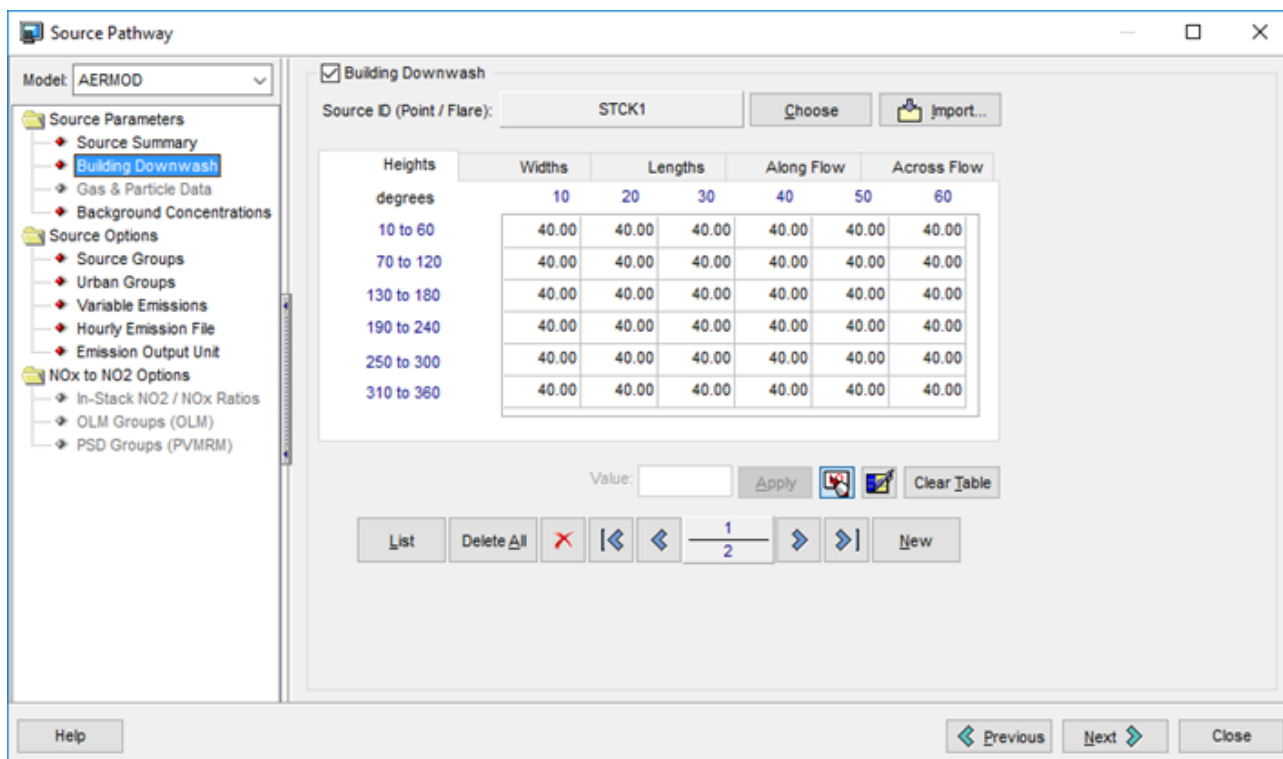 Source Pathway
Model: AERMOD
Source Parameters
Source Summary
Building Downwash
Gas & Particle Data
Background Concentrations
Source Options
Source Groups
Urban Groups
Variable Emissions
Hourly Emission File
Emission Output Unit
NOx to NO2 Options
In-Stack NO2 / NOx Ratios
OLM Groups (OLM)
PSD Groups (PVMRM)
Building Downwash
Source ID (Point / Flare): STCK1 Choose Import...
Heights Widths Lengths Along Flow Across Flow
degrees 10 20 30 40 50 60
10 to 60 40.00 40.00 40.00 40.00 40.00 40.00
70 to 120 40.00 40.00 40.00 40.00 40.00 40.00
130 to 180 40.00 40.00 40.00 40.00 40.00 40.00
190 to 240 40.00 40.00 40.00 40.00 40.00 40.00
250 to 300 40.00 40.00 40.00 40.00 40.00 40.00
310 to 360 40.00 40.00 40.00 40.00 40.00 40.00
Value: Apply Clear Table
List Delete All 1 New
2
Help Previous Next Close